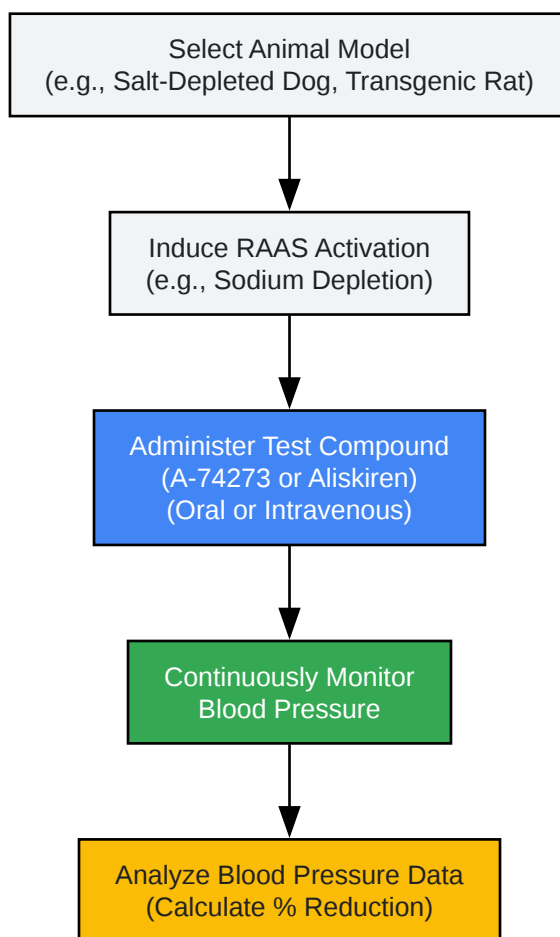 Select Animal Model
(e.g., Salt-Depleted Dog, Transgenic Rat)
Induce RAAS Activation
(e.g., Sodium Depletion)
Administer Test Compound
(A-74273 or Aliskiren)
(Oral or Intravenous)
Continuously Monitor
Blood Pressure
Analyze Blood Pressure Data
(Calculate % Reduction)